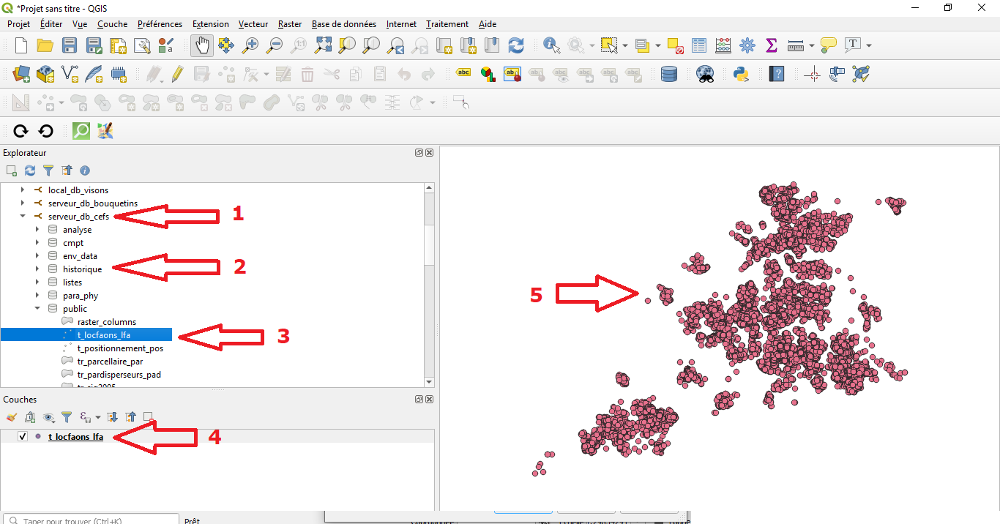 *Projet sans titre - QGIS
Projet Éditer Vue Couche Préférences Extension Vecteur Raster Base de données Internet Traitement Aide
abc
Explorateur
local_db_visons
serveur_db_bouquetins
serveur_db_cefs
1
analyse
cmpt
env_data
historique
2
listes
para_phy
public
raster_columns
t_locfaons_lfa
3
t_positionnement_pos
tr_parcellaire_par
tr_pardisperseurs_pad
5
Couches
t_locfaons_lfa
4
Taper pour trouver (Ctrl+K)
Prêt